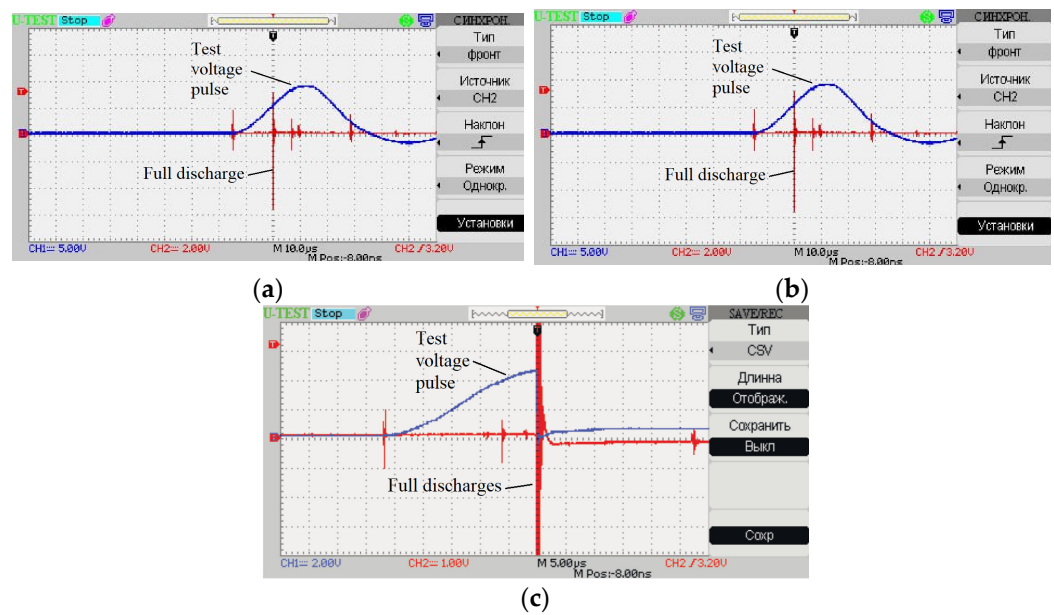 U-TEST Stop
СИНХРОН.
Тип
фронт
Источник
CH2
Наклон
Режим
Однокр.
Установки
Test
voltage
pulse
Full discharge
CH1= 5.00V CH2= 2.00V M 10.0µs CH2 3.20V
M Pos:-8.00ns
(a)
U-TEST Stop
СИНХРОН.
Тип
фронт
Источник
CH2
Наклон
Режим
Однокр.
Установки
Test
voltage
pulse
Full discharge
CH1= 5.00V CH2= 2.00V M 10.0µs CH2 3.20V
M Pos:-8.00ns
(b)
U-TEST Stop
SAVE/REC
Тип
CSV
Длинна
Отображ.
Сохранить
Выкл
Сохр
Test
voltage
pulse
Full discharges
CH1= 2.00V CH2= 1.00V M 5.00µs CH2 3.20V
M Pos:-8.00ns
(c)